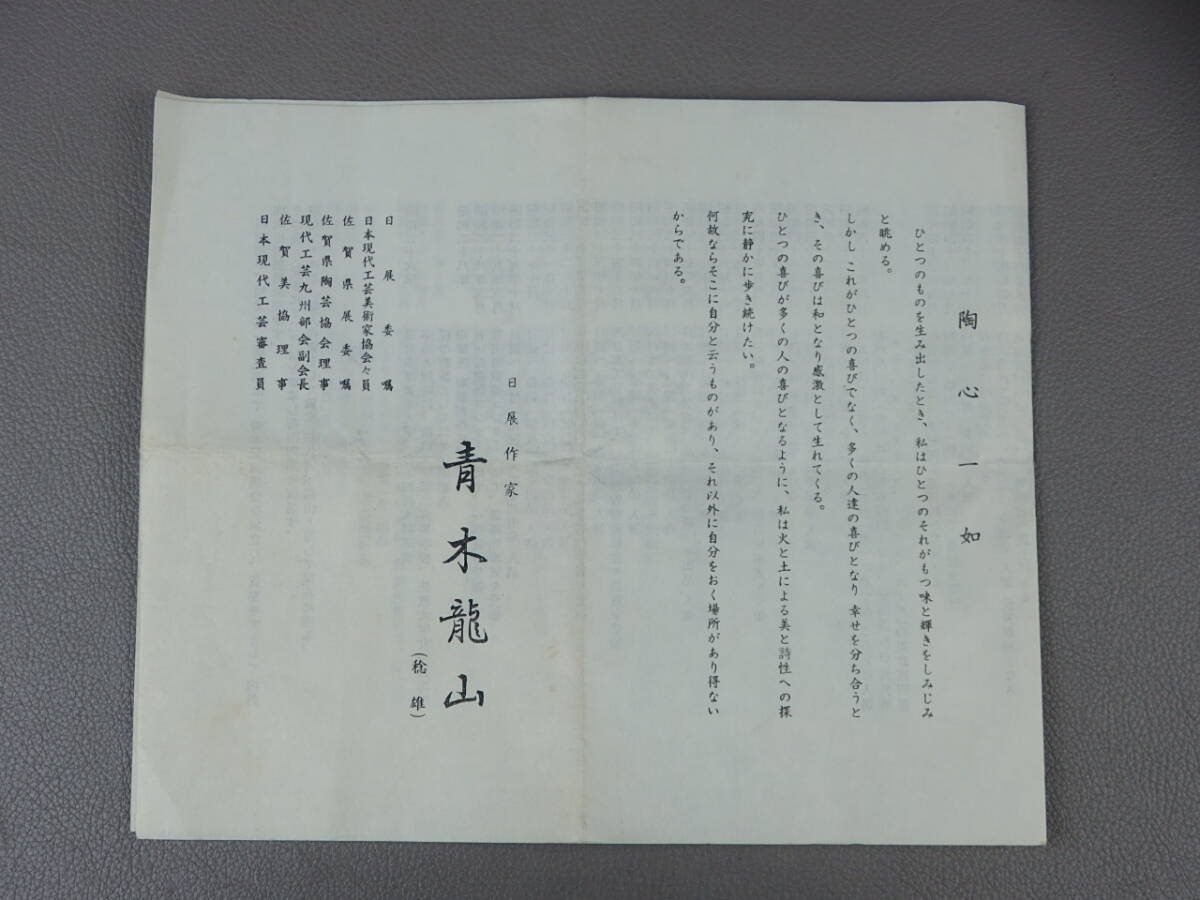 陶心一如
ひとつのものを生み出したとき、私はひとつのそれがもつ味と輝きをしみじみ
と眺める。
しかし これがひとつの喜びでなく、多くの人達の喜びとなり 幸せを分ち合うと
き、その喜びは和となり感激として生れてくる。
ひとつの喜びが多くの人の喜びとなるように、私は火と土による美と詩性への探
究に静かに歩き続けたい。
何故ならそこに自分と云うものがあり、それ以外に自分をおく場所があり得ない
からである。
日展作家
青木龍山
(稔雄)
日展委嘱
日本現代工芸美術家協会々員
佐賀県展委嘱
佐賀県陶芸協会理事
現代工芸九州部会副会長
佐賀美協理事
日本現代工芸審査員